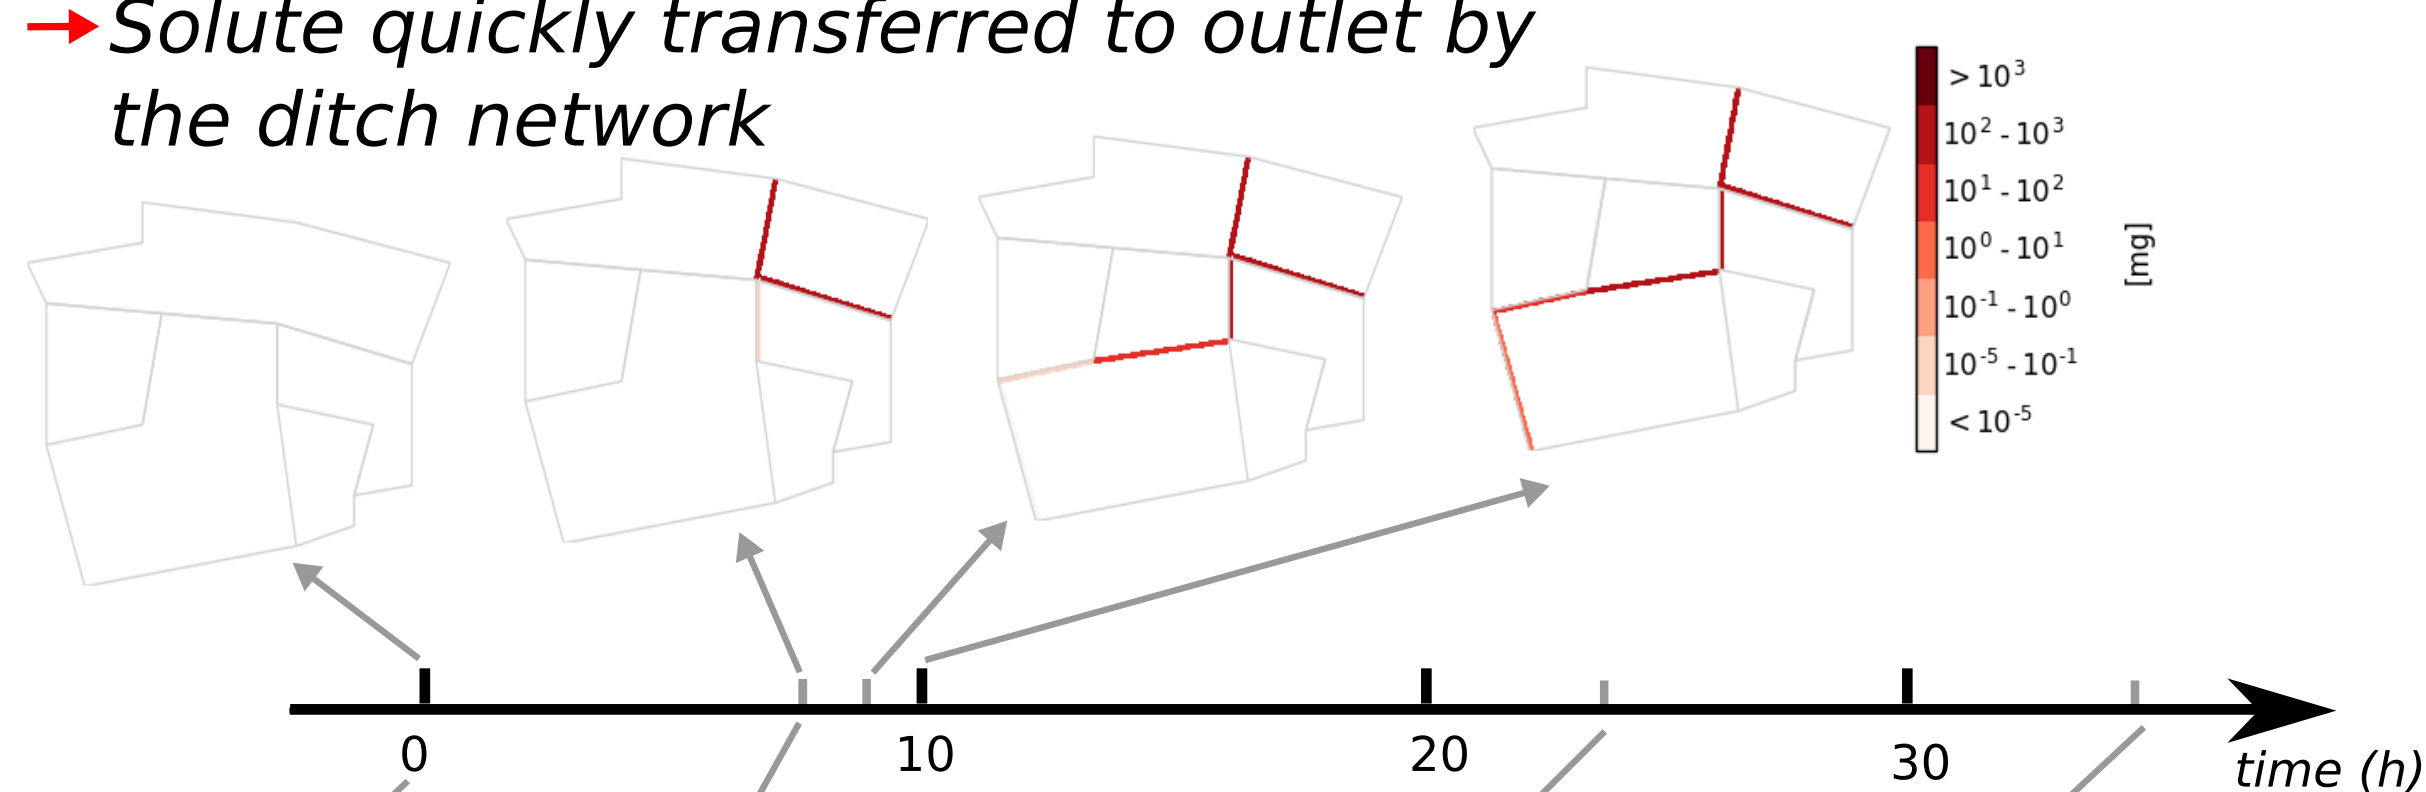 Solute quickly transferred to outlet by
the ditch network
> 10³
10² - 10³
10¹ - 10²
10⁰ - 10¹
10⁻¹ - 10⁰
10⁻⁵ - 10⁻¹
< 10⁻⁵
[mg]
0
10
20
30
time (h)